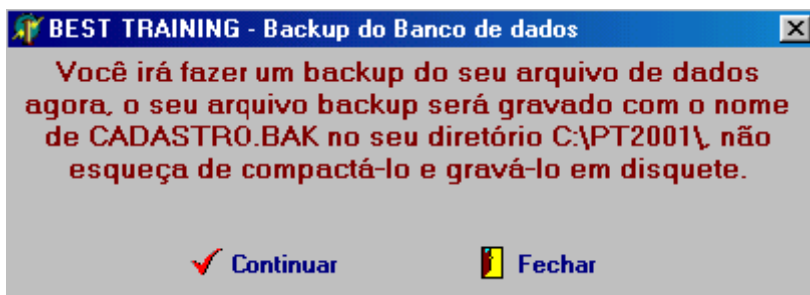 BEST TRAINING - Backup do Banco de dados
Você irá fazer um backup do seu arquivo de dados
agora, o seu arquivo backup será gravado com o nome
de CADASTRO.BAK no seu diretório C:\PT2001\, não
esqueça de compactá-lo e gravá-lo em disquete.
Continuar Fechar